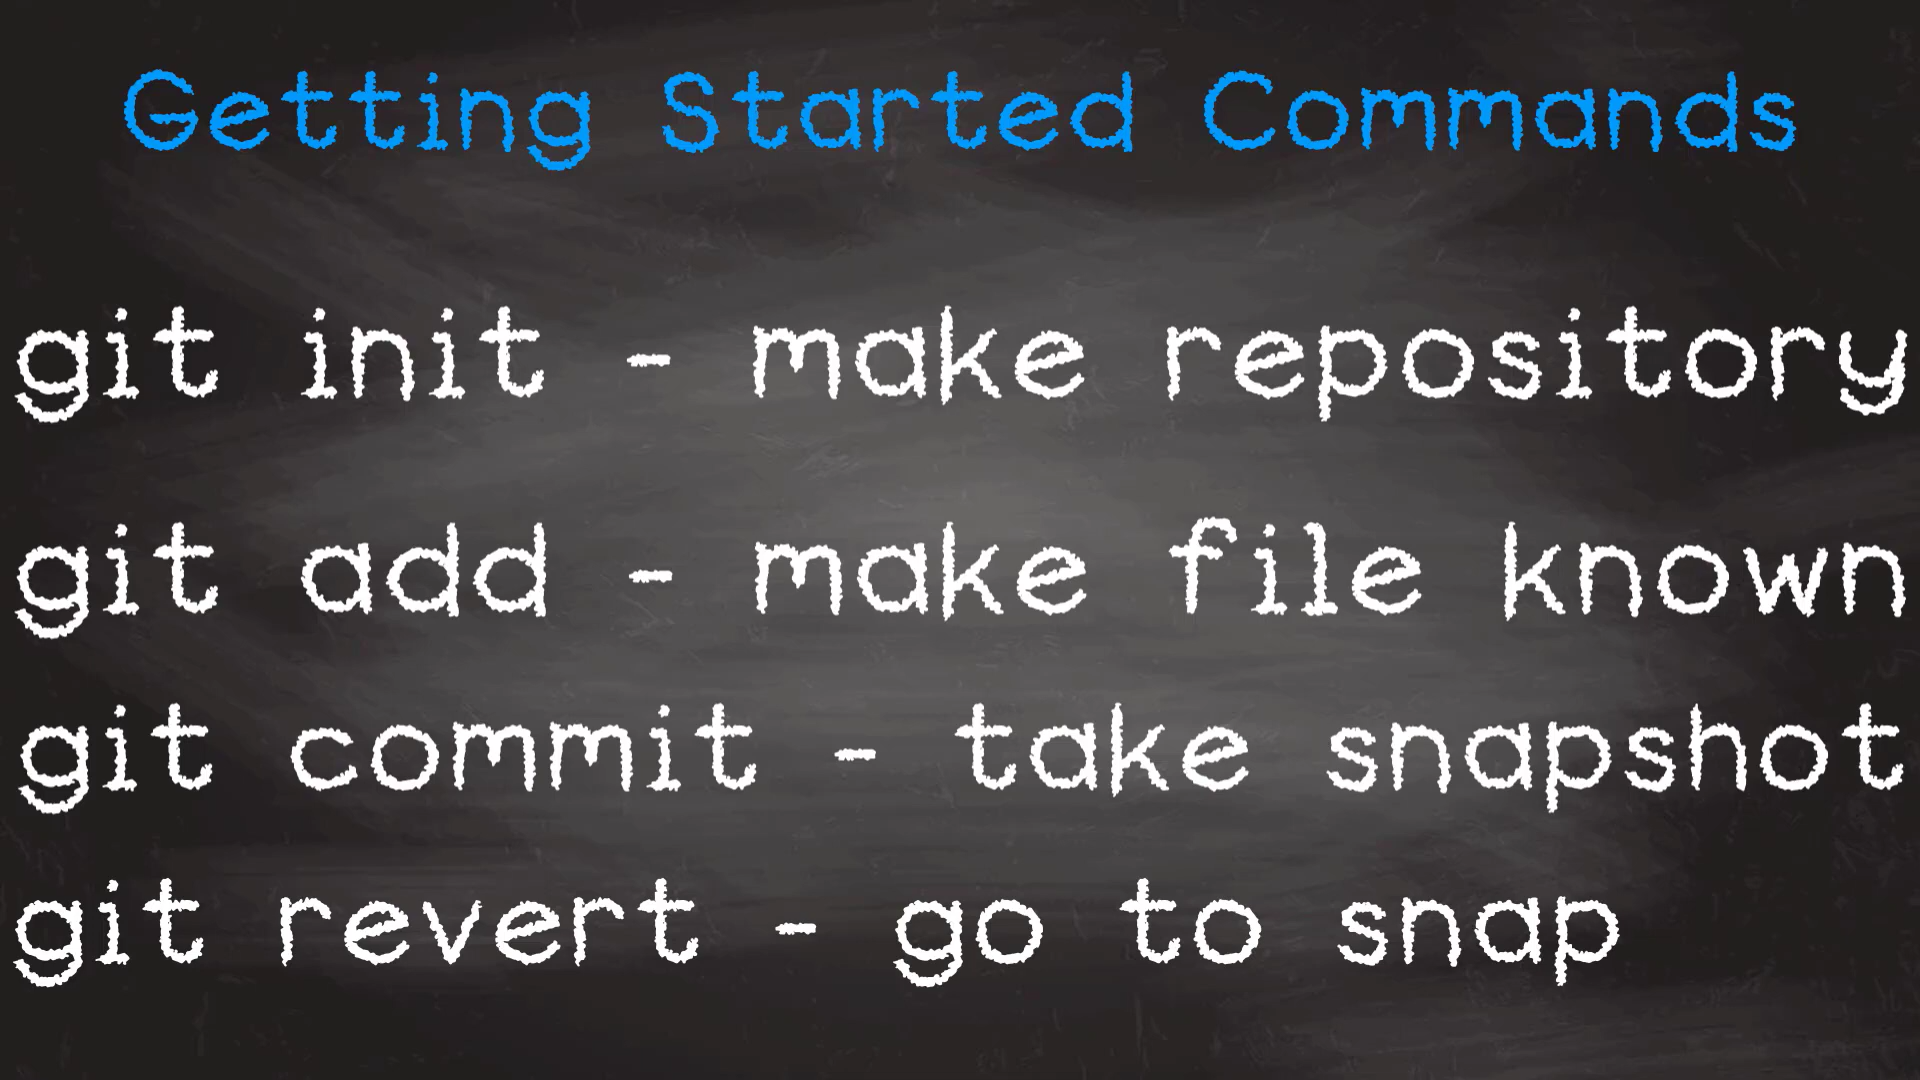 Getting Started Commands
git init - make repository
git add - make file known
git commit - take snapshot
git revert - go to snap